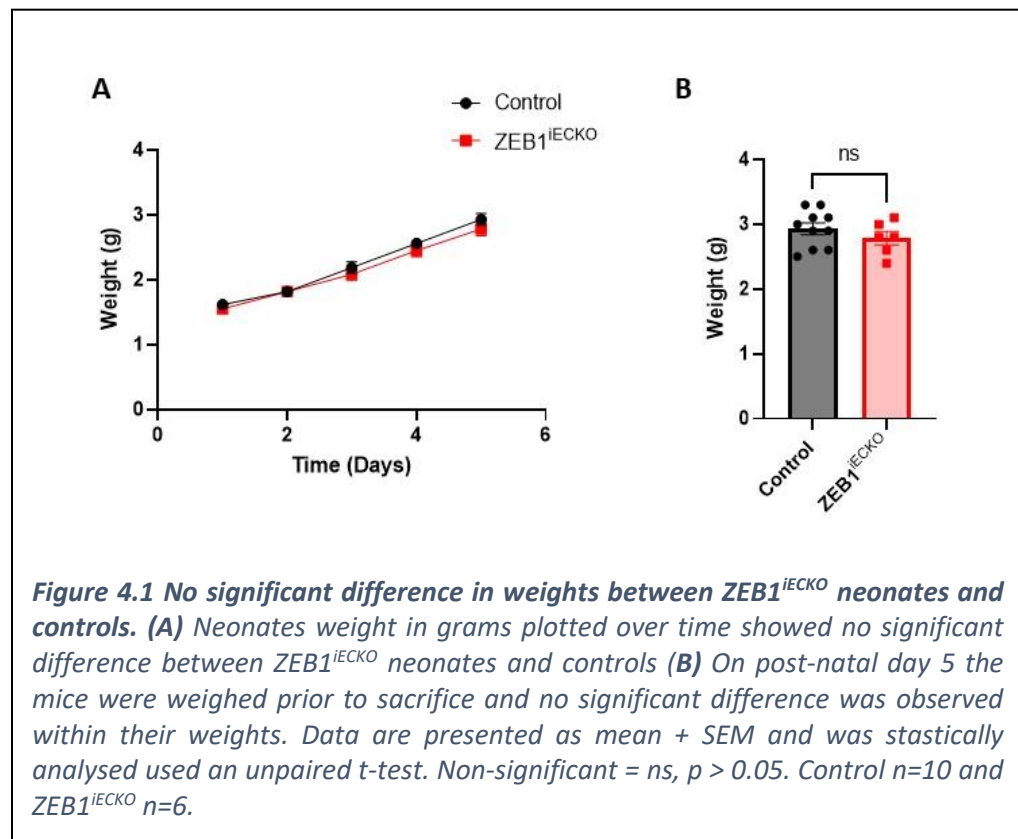 A
B
Control
ZEB1iECKO
4
3
2
1
0
Weight (g)
0
2
4
6
Time (Days)
4
3
2
1
0
Weight (g)
ns
Control
ZEB1iECKO
Figure 4.1 No significant difference in weights between ZEB1iECKO neonates and
controls. (A) Neonates weight in grams plotted over time showed no significant
difference between ZEB1iECKO neonates and controls (B) On post-natal day 5 the
mice were weighed prior to sacrifice and no significant difference was observed
within their weights. Data are presented as mean + SEM and was stastically
analysed used an unpaired t-test. Non-significant = ns, p > 0.05. Control n=10 and
ZEB1iECKO n=6.